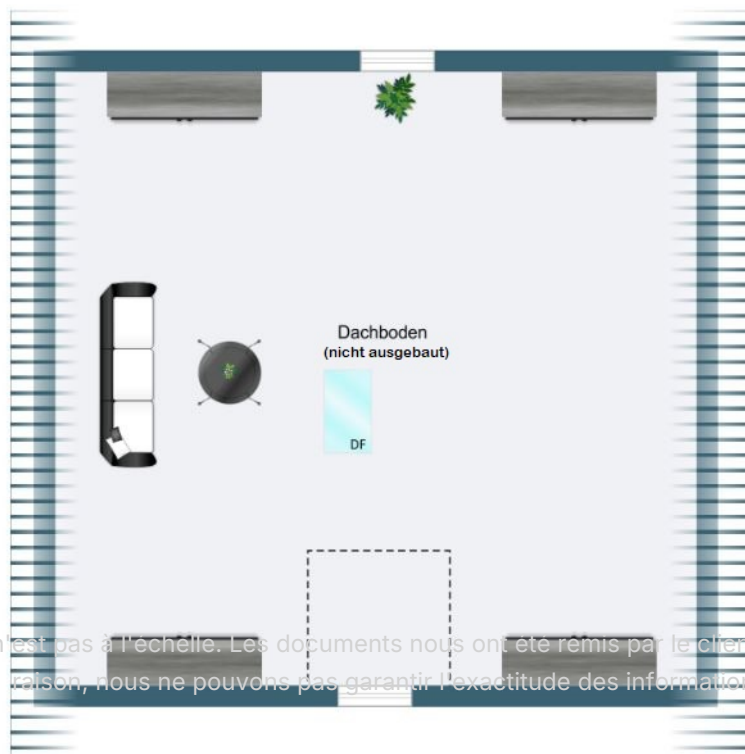 Dachboden
(nicht ausgebaut)
DF
n'est pas à l'échelle. Les documents nous ont été remis par le clien
raison, nous ne pouvons pas garantir l'exactitude des information